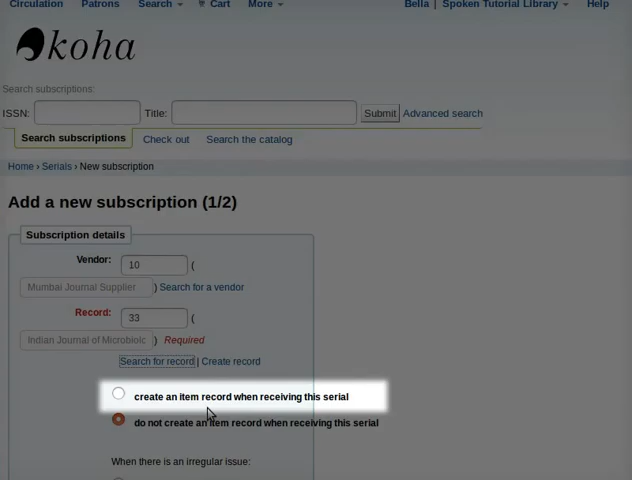 Circulation Patrons Search Cart More Bella | Spoken Tutorial Library Help
koha
Search subscriptions:
ISSN: Title: Submit Advanced search
Search subscriptions Check out Search the catalog
Home › Serials › New subscription
Add a new subscription (1/2)
Subscription details
Vendor: 10 (
Mumbai Journal Supplier ) Search for a vendor
Record: 33 (
Indian Journal of Microbiolc ) Required
Search for record | Create record
create an item record when receiving this serial
do not create an item record when receiving this serial
When there is an irregular issue: